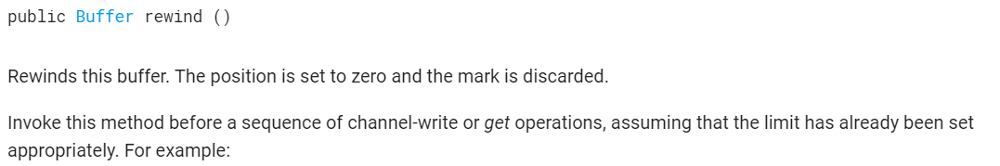 public Buffer rewind ()
Rewinds this buffer. The position is set to zero and the mark is discarded.
Invoke this method before a sequence of channel-write or get operations, assuming that the limit has already been set
appropriately. For example: